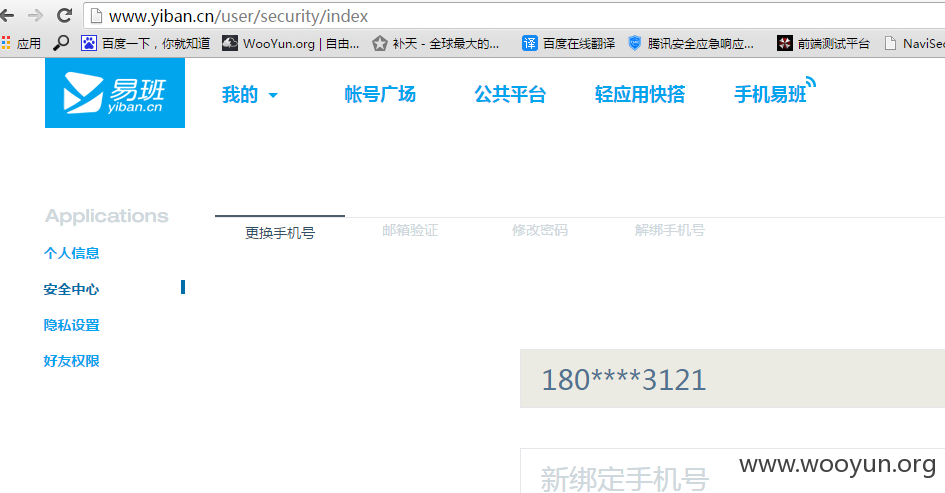 www.yiban.cn/user/security/index
应用 百度一下，你就知道 WooYun.org | 自由... 补天 - 全球最大的... 译 百度在线翻译 腾讯安全应急响应... 前端测试平台 NaviSec
易班 yiban.cn 我的 帐号广场 公共平台 轻应用快搭 手机易班
Applications
更换手机号 邮箱验证 修改密码 解绑手机号
个人信息
安全中心
隐私设置
好友权限
180****3121
新绑定手机号
www.wooyun.org